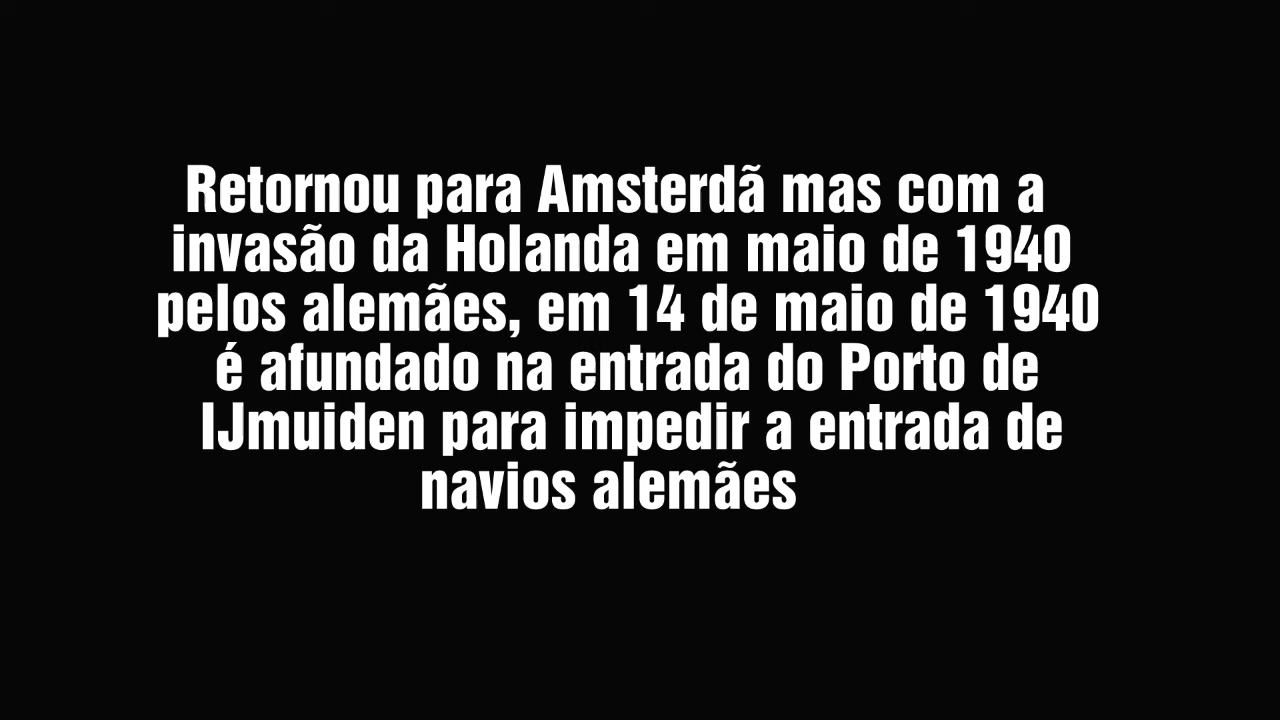 Retornou para Amsterdã mas com a
invasão da Holanda em maio de 1940
pelos alemães, em 14 de maio de 1940
é afundado na entrada do Porto de
IJmuiden para impedir a entrada de
navios alemães